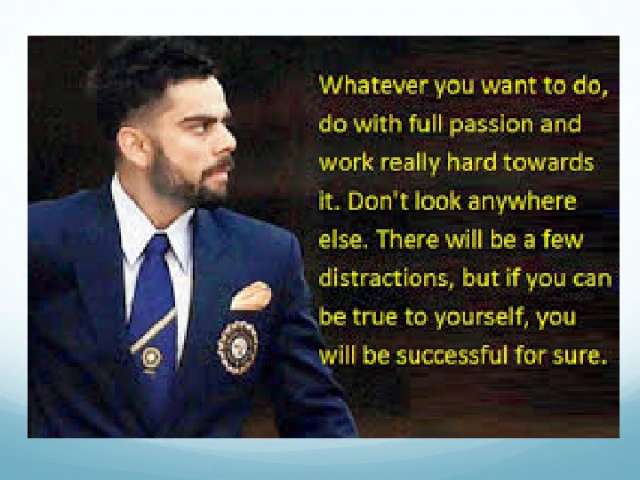 Whatever you want to do,
do with full passion and
work really hard towards
it. Don't look anywhere
else. There will be a few
distractions, but if you can
be true to yourself, you
will be successful for sure.